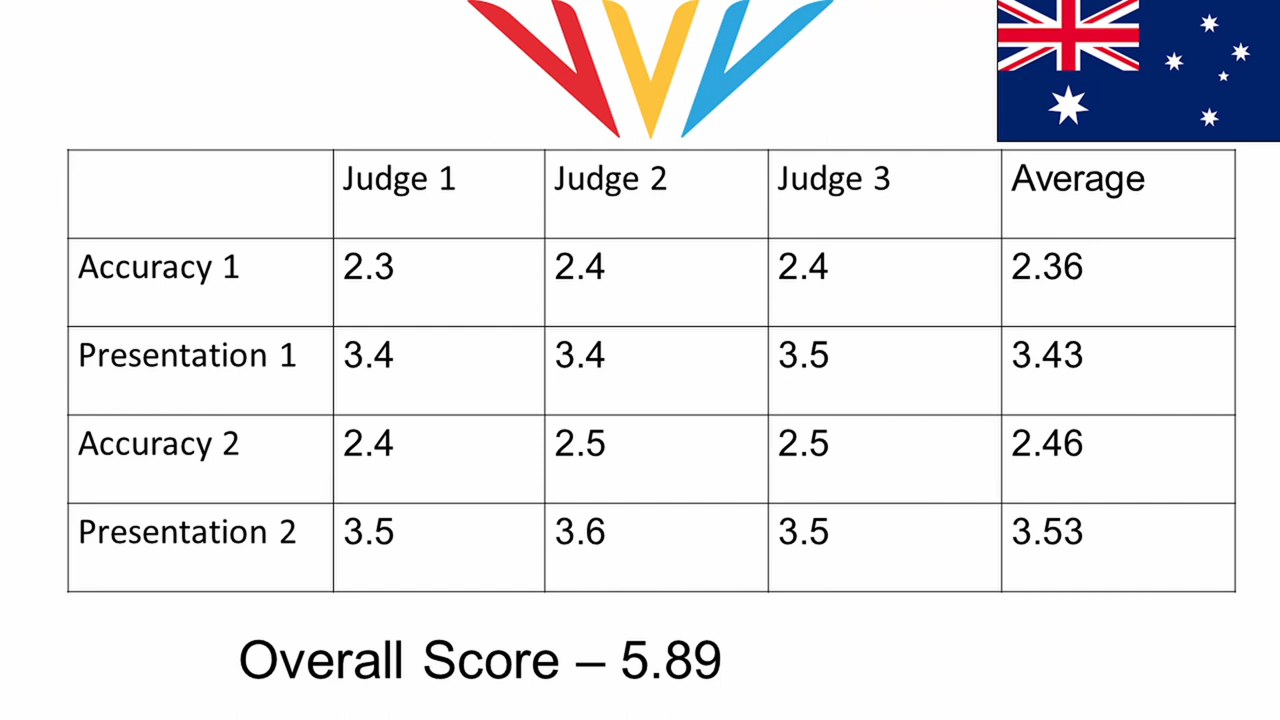 Judge 1 Judge 2 Judge 3 Average
Accuracy 1 2.3 2.4 2.4 2.36
Presentation 1 3.4 3.4 3.5 3.43
Accuracy 2 2.4 2.5 2.5 2.46
Presentation 2 3.5 3.6 3.5 3.53
Overall Score – 5.89